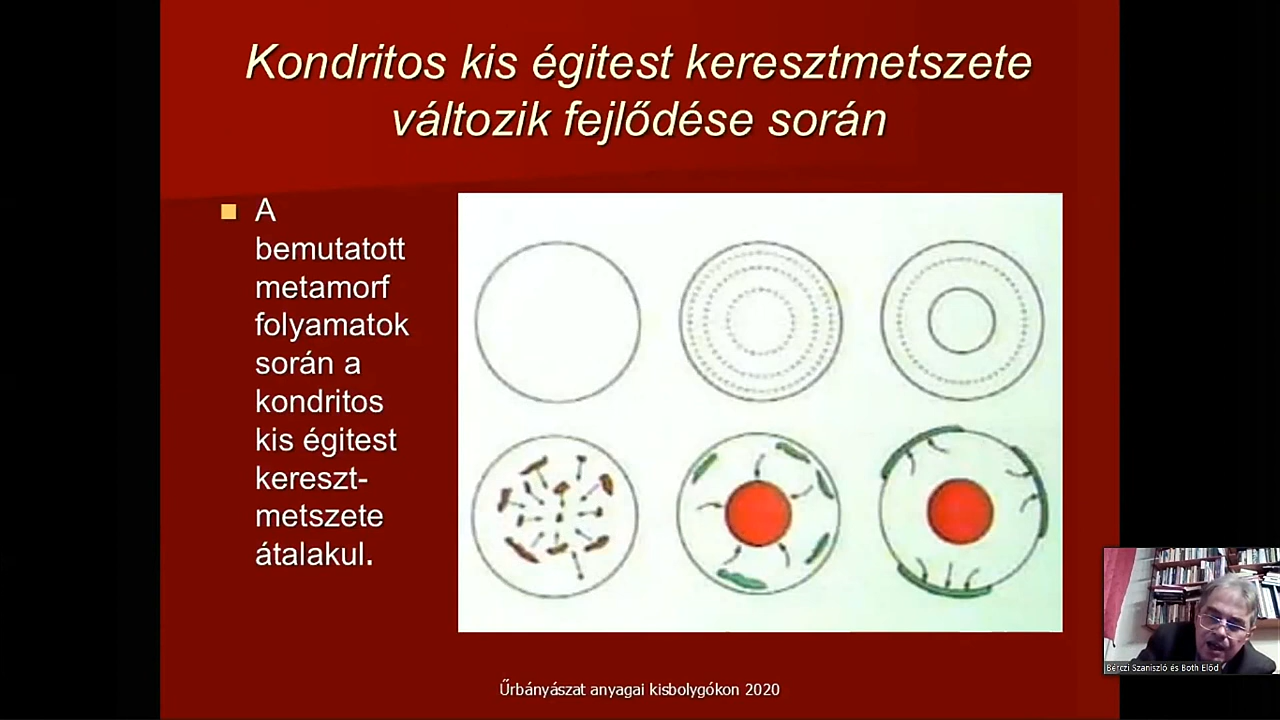 Kondritos kis égitest keresztmetszete
változik fejlődése során
A
bemutatott
metamorf
folyamatok
során a
kondritos
kis égitest
kereszt-
metszete
átalakul.
Bérczi Szaniszló és Both Előd
Űrbányászat anyagai kisbolygókon 2020